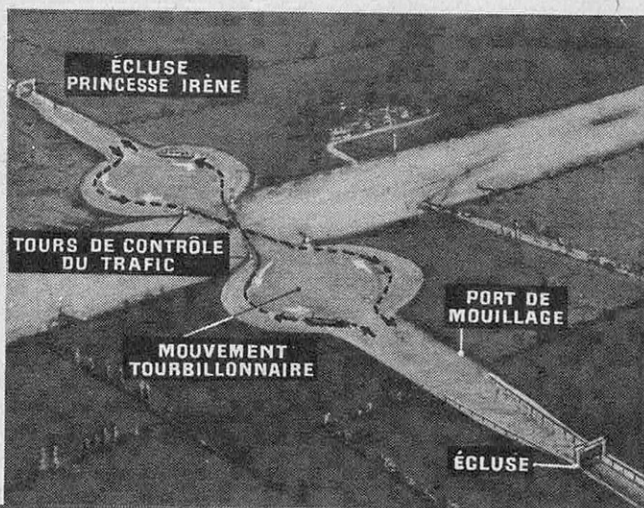 ÉCLUSE
PRINCESSE IRÈNE
TOURS DE CONTRÔLE
DU TRAFIC
PORT DE
MOUILLAGE
MOUVEMENT
TOURBILLONNAIRE
ÉCLUSE